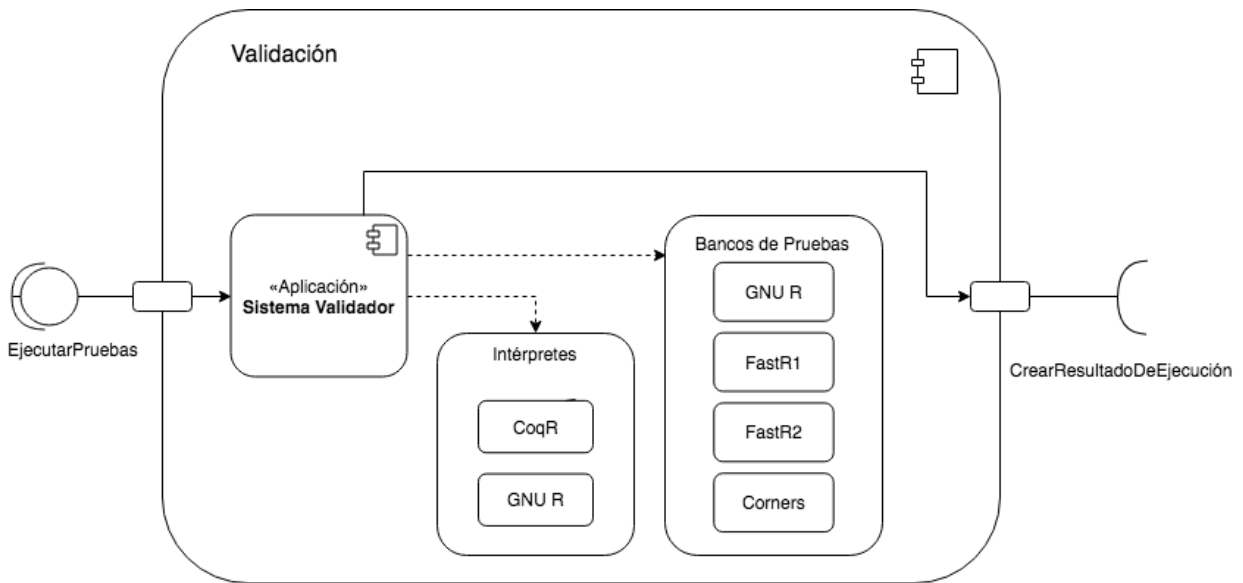 Validación
«Aplicación»
Sistema Validador
EjecutarPruebas
Intérpretes
CoqR
GNU R
Bancos de Pruebas
GNU R
FastR1
FastR2
Corners
CrearResultadoDeEjecución